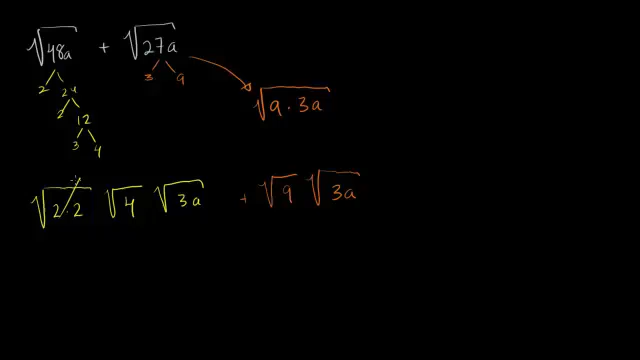 √48a + √27a
2 24 3 9
2 12 √9 · 3a
3 4
√2·2 √4 √3a + √9 √3a